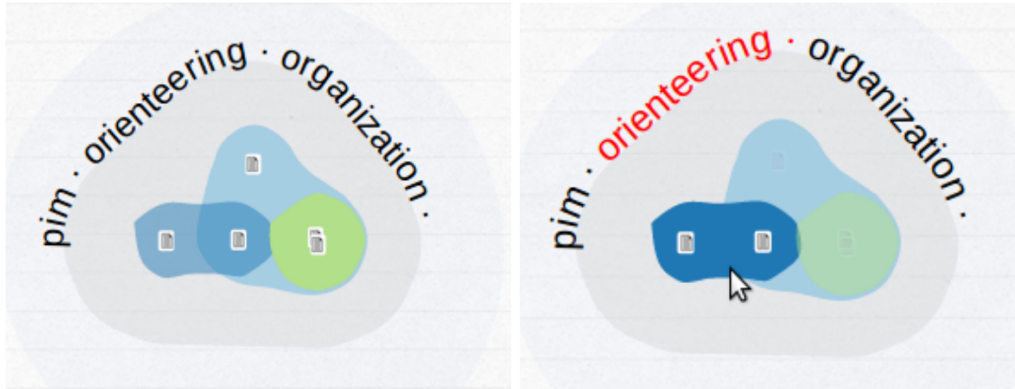 pim · orienteering · organization ·
pim · orienteering · organization ·